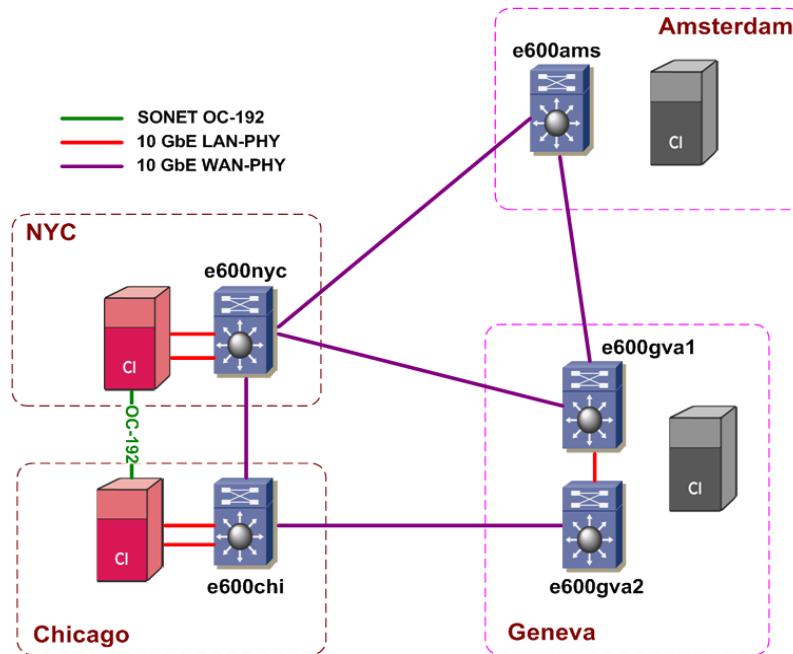 Amsterdam
e600ams
CI
SONET OC-192
10 GbE LAN-PHY
10 GbE WAN-PHY
NYC
e600nyc
CI
OC-192
e600gva1
CI
CI
e600chi
e600gva2
Chicago
Geneva